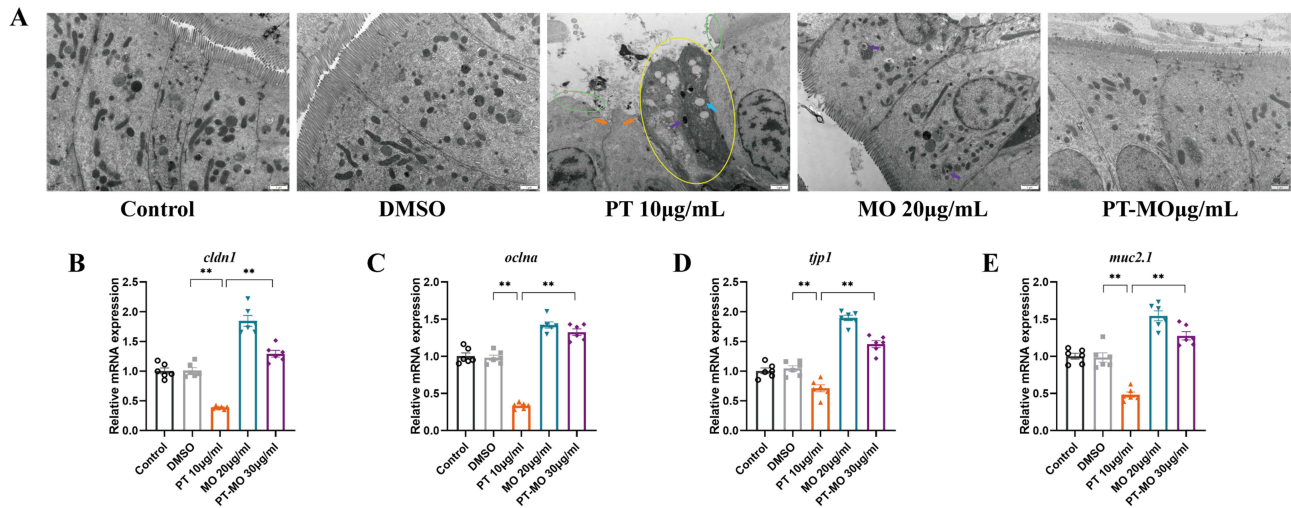 A
Control
DMSO
PT 10μg/mL
MO 20μg/mL
PT-MOμg/mL
B
cldn1
Relative mRNA expression
2.5
2.0
1.5
1.0
0.5
0.0
**
**
Control
DMSO
PT 10μg/ml
MO 20μg/ml
PT-MO 30μg/ml
C
oclna
Relative mRNA expression
2.0
1.5
1.0
0.5
0.0
**
**
Control
DMSO
PT 10μg/ml
MO 20μg/ml
PT-MO 30μg/ml
D
tjp1
Relative mRNA expression
2.5
2.0
1.5
1.0
0.5
0.0
**
**
Control
DMSO
PT 10μg/ml
MO 20μg/ml
PT-MO 30μg/ml
E
muc2.1
Relative mRNA expression
2.0
1.5
1.0
0.5
0.0
**
**
Control
DMSO
PT 10μg/ml
MO 20μg/ml
PT-MO 30μg/ml